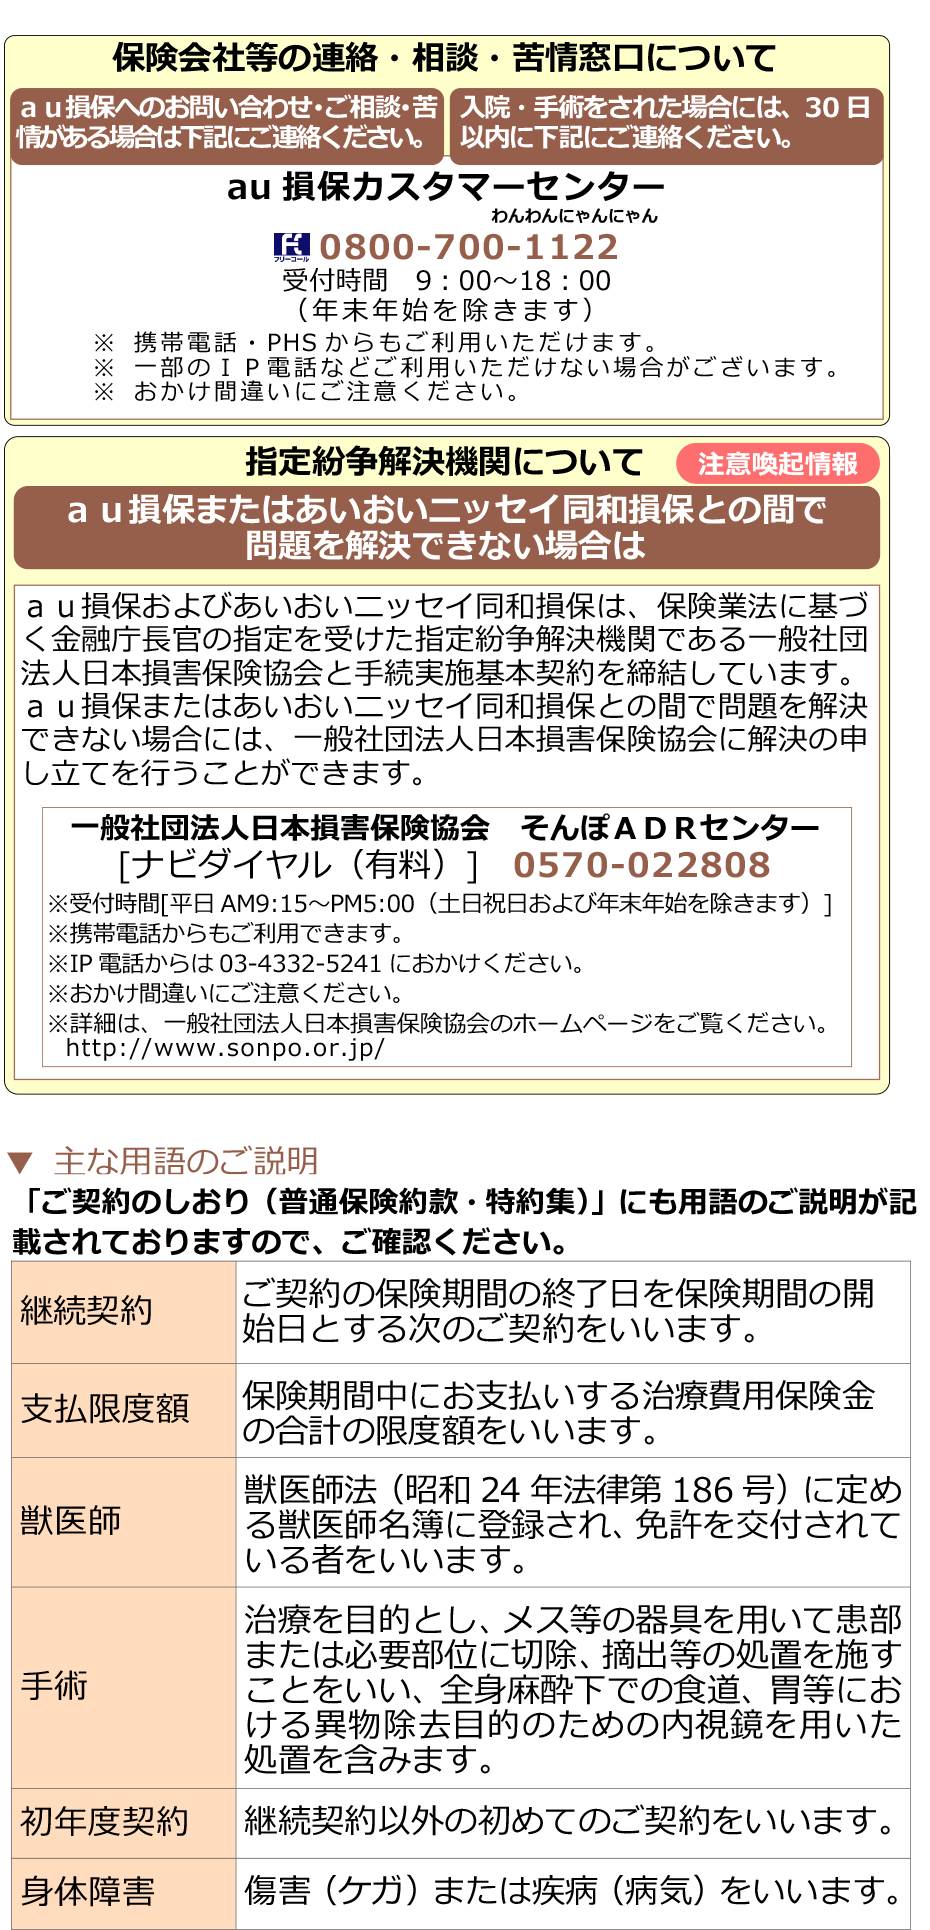 保険会社等の連絡・相談・苦情窓口について
ａｕ損保へのお問い合わせ・ご相談・苦
情がある場合は下記にご連絡ください。
入院・手術をされた場合には、30日
以内に下記にご連絡ください。
au 損保カスタマーセンター
わんわんにゃんにゃん
フリーコール
0800-700-1122
受付時間　9：00～18：00
（年末年始を除きます）
※ 携帯電話・PHS からもご利用いただけます。
※ 一部のＩＰ電話などご利用いただけない場合がございます。
※ おかけ間違いにご注意ください。
指定紛争解決機関について
注意喚起情報
ａｕ損保またはあいおいニッセイ同和損保との間で
問題を解決できない場合は
ａｕ損保およびあいおいニッセイ同和損保は、保険業法に基づ
く金融庁長官の指定を受けた指定紛争解決機関である一般社団
法人日本損害保険協会と手続実施基本契約を締結しています。
ａｕ損保またはあいおいニッセイ同和損保との間で問題を解決
できない場合には、一般社団法人日本損害保険協会に解決の申
し立てを行うことができます。
一般社団法人日本損害保険協会　そんぽＡＤＲセンター
[ナビダイヤル（有料）]　0570-022808
※受付時間[平日 AM9:15～PM5:00（土日祝日および年末年始を除きます）]
※携帯電話からもご利用できます。
※IP 電話からは 03-4332-5241 におかけください。
※おかけ間違いにご注意ください。
※詳細は、一般社団法人日本損害保険協会のホームページをご覧ください。
http://www.sonpo.or.jp/
▼ 主な用語のご説明
「ご契約のしおり（普通保険約款・特約集）」にも用語のご説明が記
載されておりますので、ご確認ください。
継続契約
ご契約の保険期間の終了日を保険期間の開
始日とする次のご契約をいいます。
支払限度額
保険期間中にお支払いする治療費用保険金
の合計の限度額をいいます。
獣医師
獣医師法（昭和 24 年法律第 186 号）に定め
る獣医師名簿に登録され、免許を交付されて
いる者をいいます。
手術
治療を目的とし、メス等の器具を用いて患部
または必要部位に切除、摘出等の処置を施す
ことをいい、全身麻酔下での食道、胃等にお
ける異物除去目的のための内視鏡を用いた
処置を含みます。
初年度契約
継続契約以外の初めてのご契約をいいます。
身体障害
傷害（ケガ）または疾病（病気）をいいます。